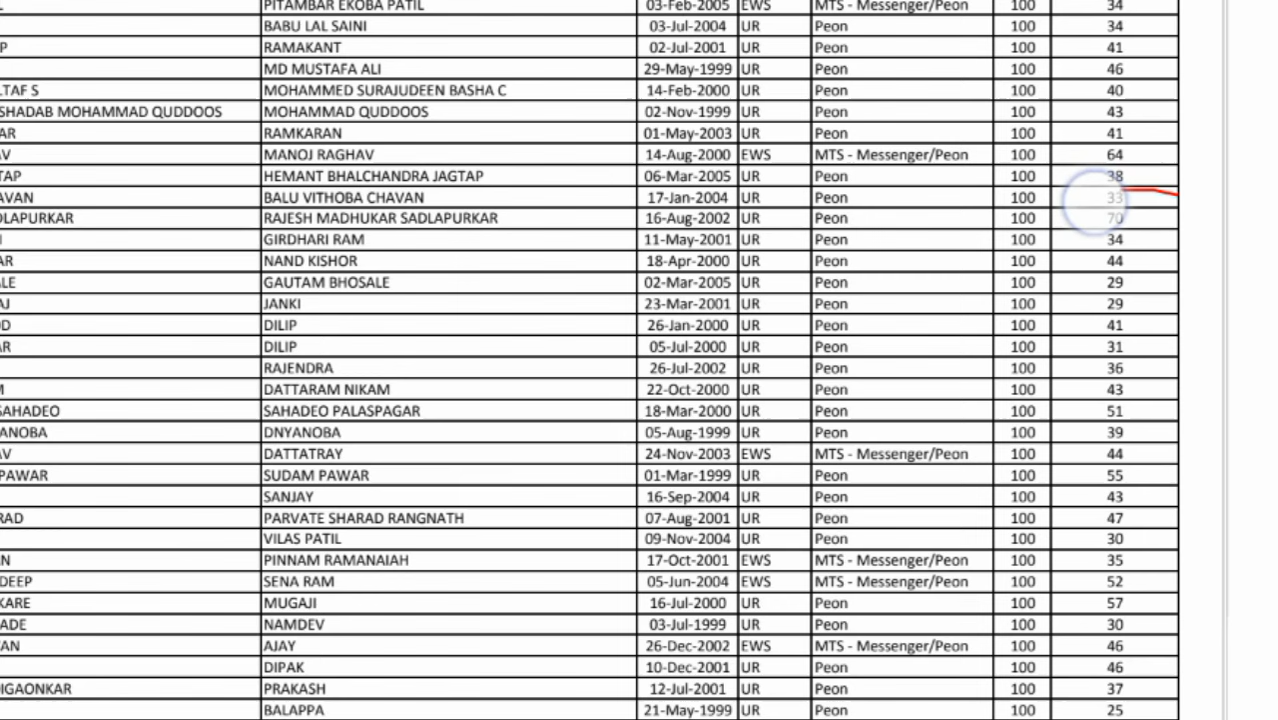 L PITAMBAR EKOBA PATIL 03-Feb-2005 EWS MTS - Messenger/Peon 100 34
BABU LAL SAINI 03-Jul-2004 UR Peon 100 34
P RAMAKANT 02-Jul-2001 UR Peon 100 41
MD MUSTAFA ALI 29-May-1999 UR Peon 100 46
LTAF S MOHAMMED SURAJUDEEN BASHA C 14-Feb-2000 UR Peon 100 40
SHADAB MOHAMMAD QUDDOOS MOHAMMAD QUDDOOS 02-Nov-1999 UR Peon 100 43
AR RAMKARAN 01-May-2003 UR Peon 100 41
AV MANOJ RAGHAV 14-Aug-2000 EWS MTS - Messenger/Peon 100 64
TAP HEMANT BHALCHANDRA JAGTAP 06-Mar-2005 UR Peon 100 38
AVAN BALU VITHOBA CHAVAN 17-Jan-2004 UR Peon 100 33
DLAPURKAR RAJESH MADHUKAR SADLAPURKAR 16-Aug-2002 UR Peon 100 70
I GIRDHARI RAM 11-May-2001 UR Peon 100 34
AR NAND KISHOR 18-Apr-2000 UR Peon 100 44
ALE GAUTAM BHOSALE 02-Mar-2005 UR Peon 100 29
AJ JANKI 23-Mar-2001 UR Peon 100 29
D DILIP 26-Jan-2000 UR Peon 100 41
AR DILIP 05-Jul-2000 UR Peon 100 31
RAJENDRA 26-Jul-2002 UR Peon 100 36
M DATTARAM NIKAM 22-Oct-2000 UR Peon 100 43
SAHADEO SAHADEO PALASPAGAR 18-Mar-2000 UR Peon 100 51
ANOBA DNYANOBA 05-Aug-1999 UR Peon 100 39
AV DATTATRAY 24-Nov-2003 EWS MTS - Messenger/Peon 100 44
PAWAR SUDAM PAWAR 01-Mar-1999 UR Peon 100 55
SANJAY 16-Sep-2004 UR Peon 100 43
RAD PARVATE SHARAD RANGNATH 07-Aug-2001 UR Peon 100 47
VILAS PATIL 09-Nov-2004 UR Peon 100 30
AN PINNAM RAMANAIAH 17-Oct-2001 EWS MTS - Messenger/Peon 100 35
DEEP SENA RAM 05-Jun-2004 EWS MTS - Messenger/Peon 100 52
KARE MUGAJI 16-Jul-2000 UR Peon 100 57
ADE NAMDEV 03-Jul-1999 UR Peon 100 30
AN AJAY 26-Dec-2002 EWS MTS - Messenger/Peon 100 46
DIPAK 10-Dec-2001 UR Peon 100 46
IGAONKAR PRAKASH 12-Jul-2001 UR Peon 100 37
BALAPPA 21-May-1999 UR Peon 100 25